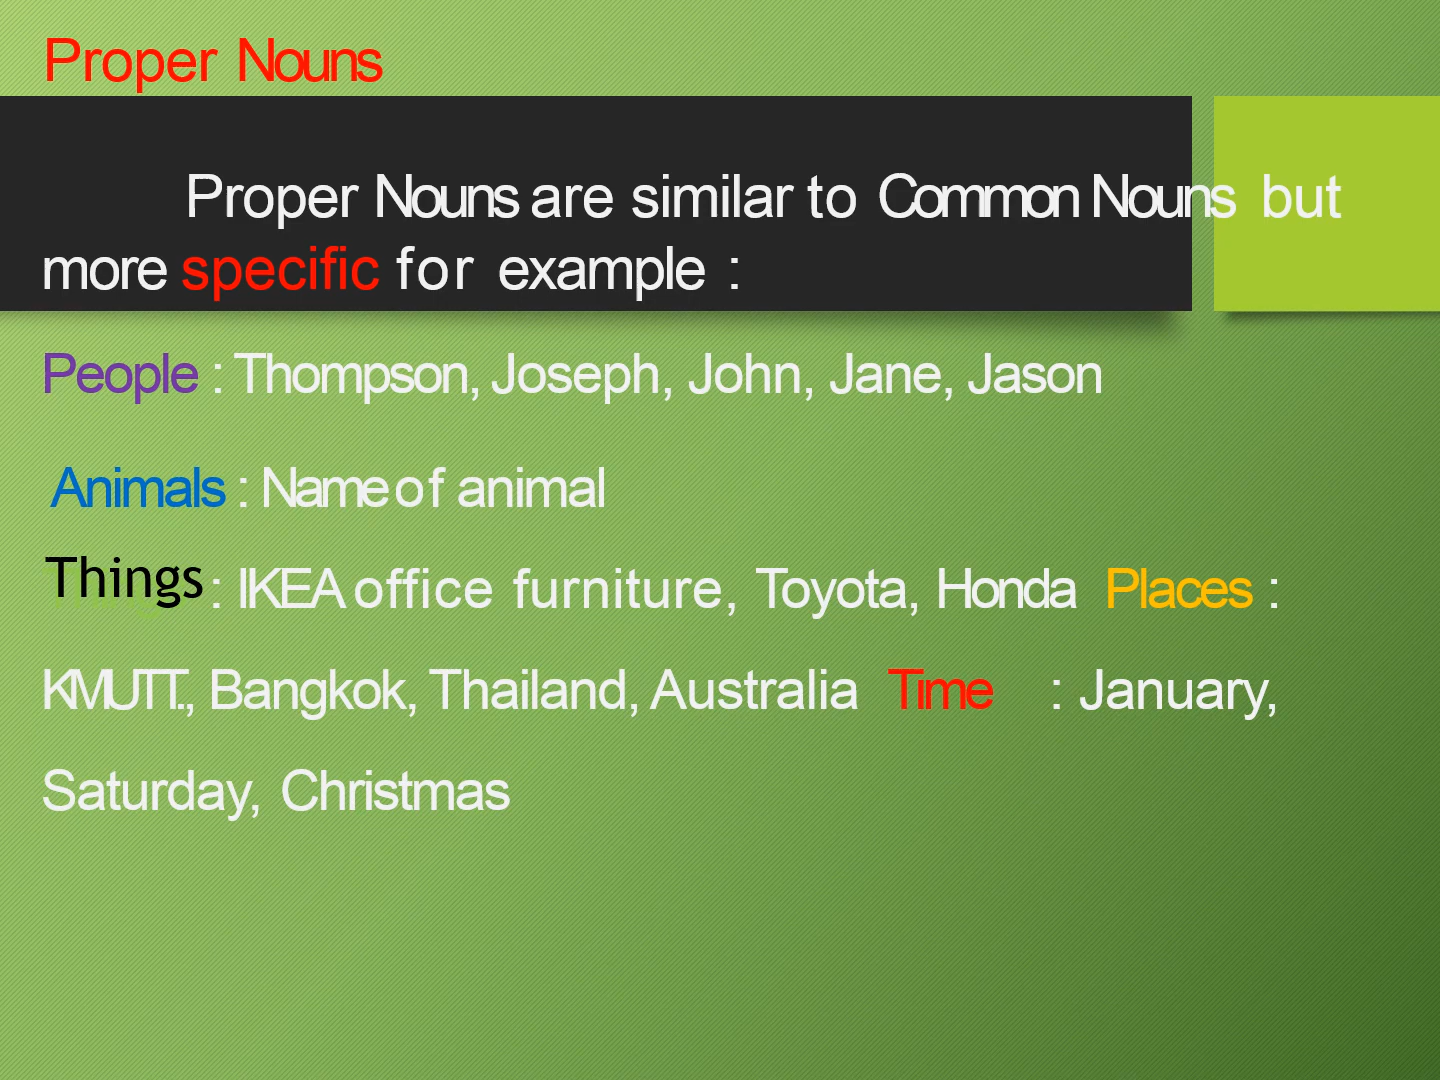 Proper Nouns
Proper Nouns are similar to Common Nouns but
more specific for example :
People : Thompson, Joseph, John, Jane, Jason
Animals : Name of animal
Things : IKEA office furniture, Toyota, Honda Places :
KMUTT., Bangkok, Thailand, Australia Time : January,
Saturday, Christmas